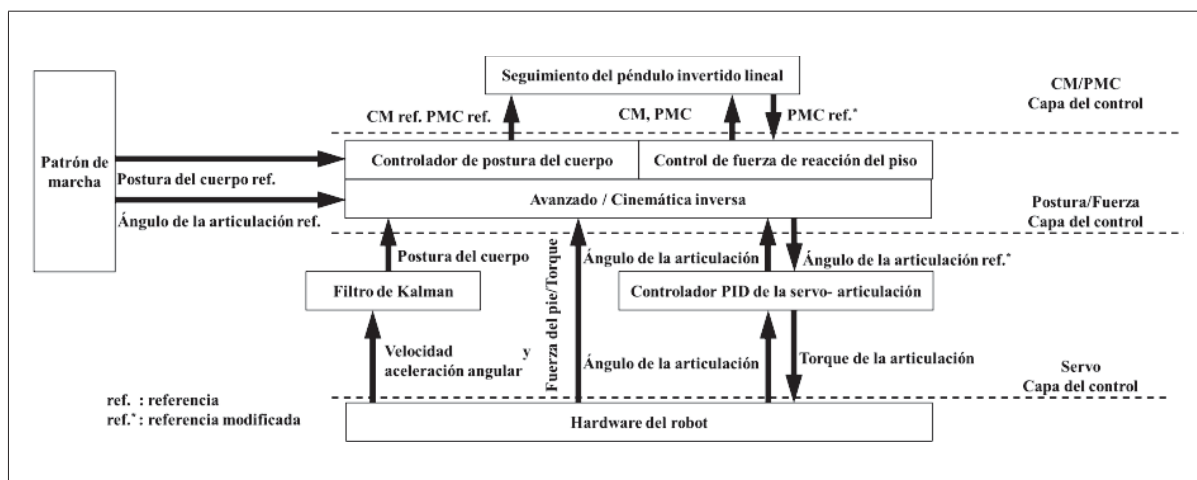 Seguimiento del péndulo invertido lineal
CM/PMC
Capa del control
CM ref. PMC ref.
CM, PMC
PMC ref.*
Patrón de
marcha
Controlador de postura del cuerpo
Control de fuerza de reacción del piso
Postura del cuerpo ref.
Avanzado / Cinemática inversa
Ángulo de la articulación ref.
Postura/Fuerza
Capa del control
Postura del cuerpo
Fuerza del pie/Torque
Ángulo de la articulación
Ángulo de la articulación ref.*
Filtro de Kalman
Controlador PID de la servo- articulación
Velocidad y
aceleración angular
Ángulo de la articulación
Torque de la articulación
Servo
Capa del control
ref. : referencia
ref.* : referencia modificada
Hardware del robot